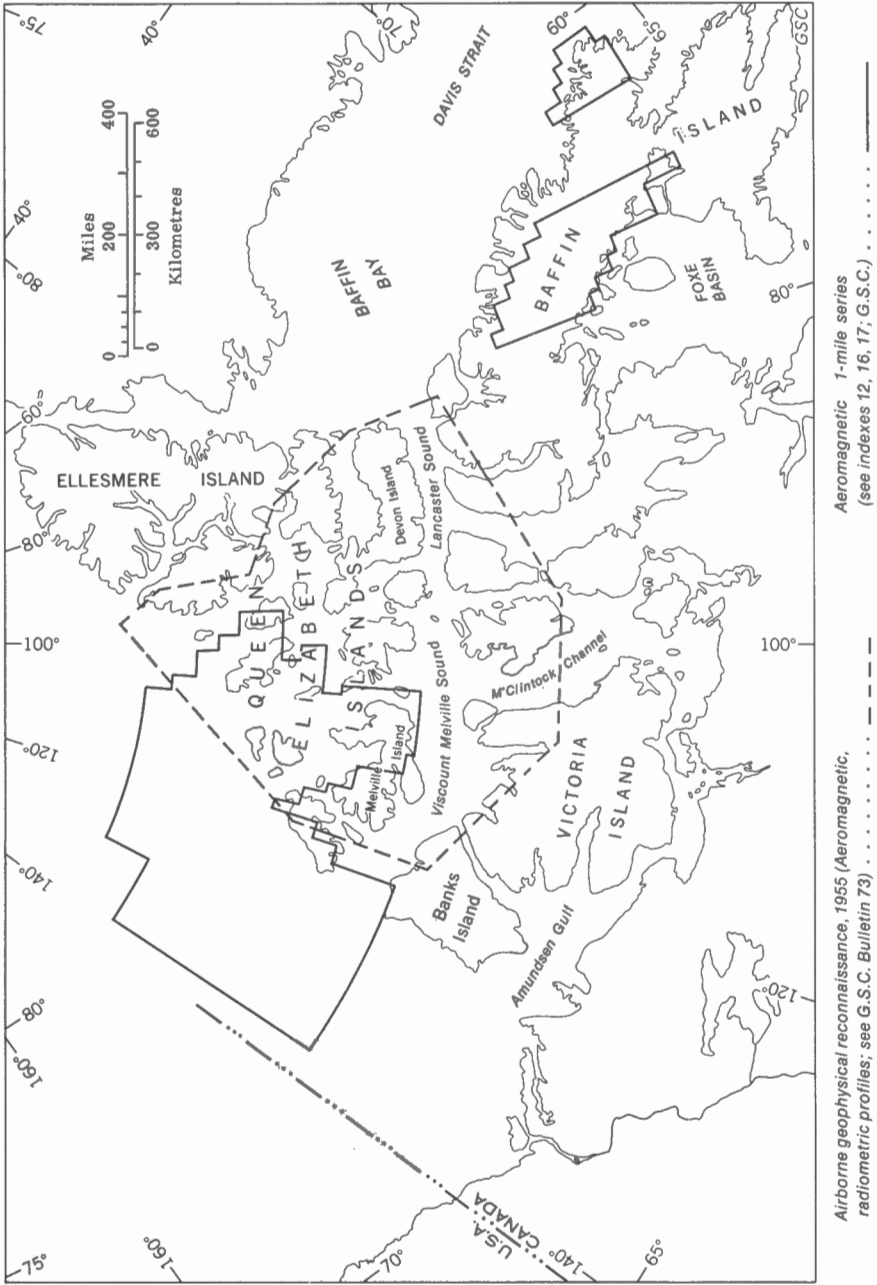 75°
160°
160°
80°
140°
120°
100°
80°
60°
80°
40°
40°
75°
ELLESMERE ISLAND
Miles
0 200 400
0 300 600
Kilometres
QUEEN
ELIZABETH
ISLANDS
Devon Island
Lancaster Sound
Melville Island
Viscount Melville Sound
McClintock Channel
BAFFIN
BAY
DAVIS STRAIT
70°
70°
Banks
Island
VICTORIA
ISLAND
Amundsen Gulf
BAFFIN
ISLAND
FOXE
BASIN
U.S.A.
CANADA
140°
65°
120°
100°
80°
60°
65°
GSC
Airborne geophysical reconnaissance, 1955 (Aeromagnetic,
radiometric profiles; see G.S.C. Bulletin 73) . . . . . . . . . .
Aeromagnetic 1-mile series
(see indexes 12, 16, 17; G.S.C.) . . . . . .